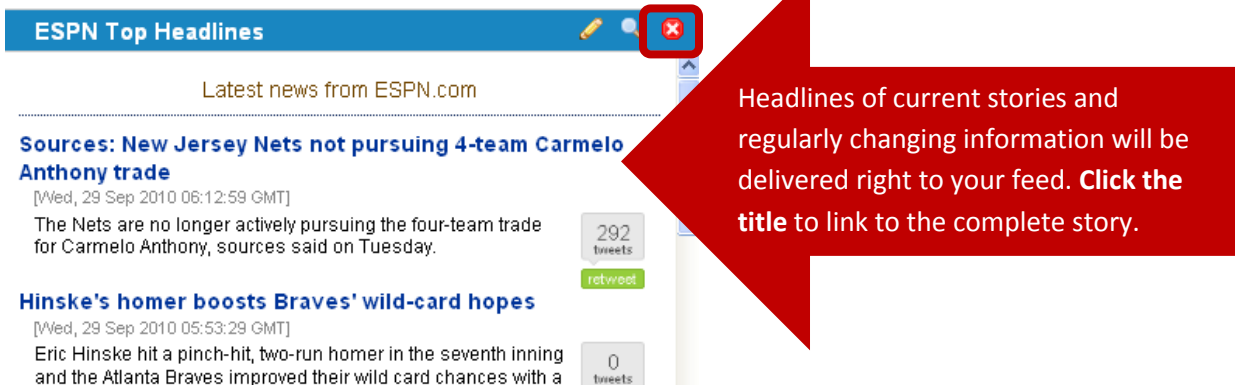 ESPN Top Headlines
Latest news from ESPN.com
Sources: New Jersey Nets not pursuing 4-team Carmelo
Anthony trade
[Wed, 29 Sep 2010 06:12:59 GMT]
The Nets are no longer actively pursuing the four-team trade
for Carmelo Anthony, sources said on Tuesday.
292
tweets
retweet
Hinske's homer boosts Braves' wild-card hopes
[Wed, 29 Sep 2010 05:53:29 GMT]
Eric Hinske hit a pinch-hit, two-run homer in the seventh inning
and the Atlanta Braves improved their wild card chances with a
0
tweets
Headlines of current stories and
regularly changing information will be
delivered right to your feed. Click the
title to link to the complete story.